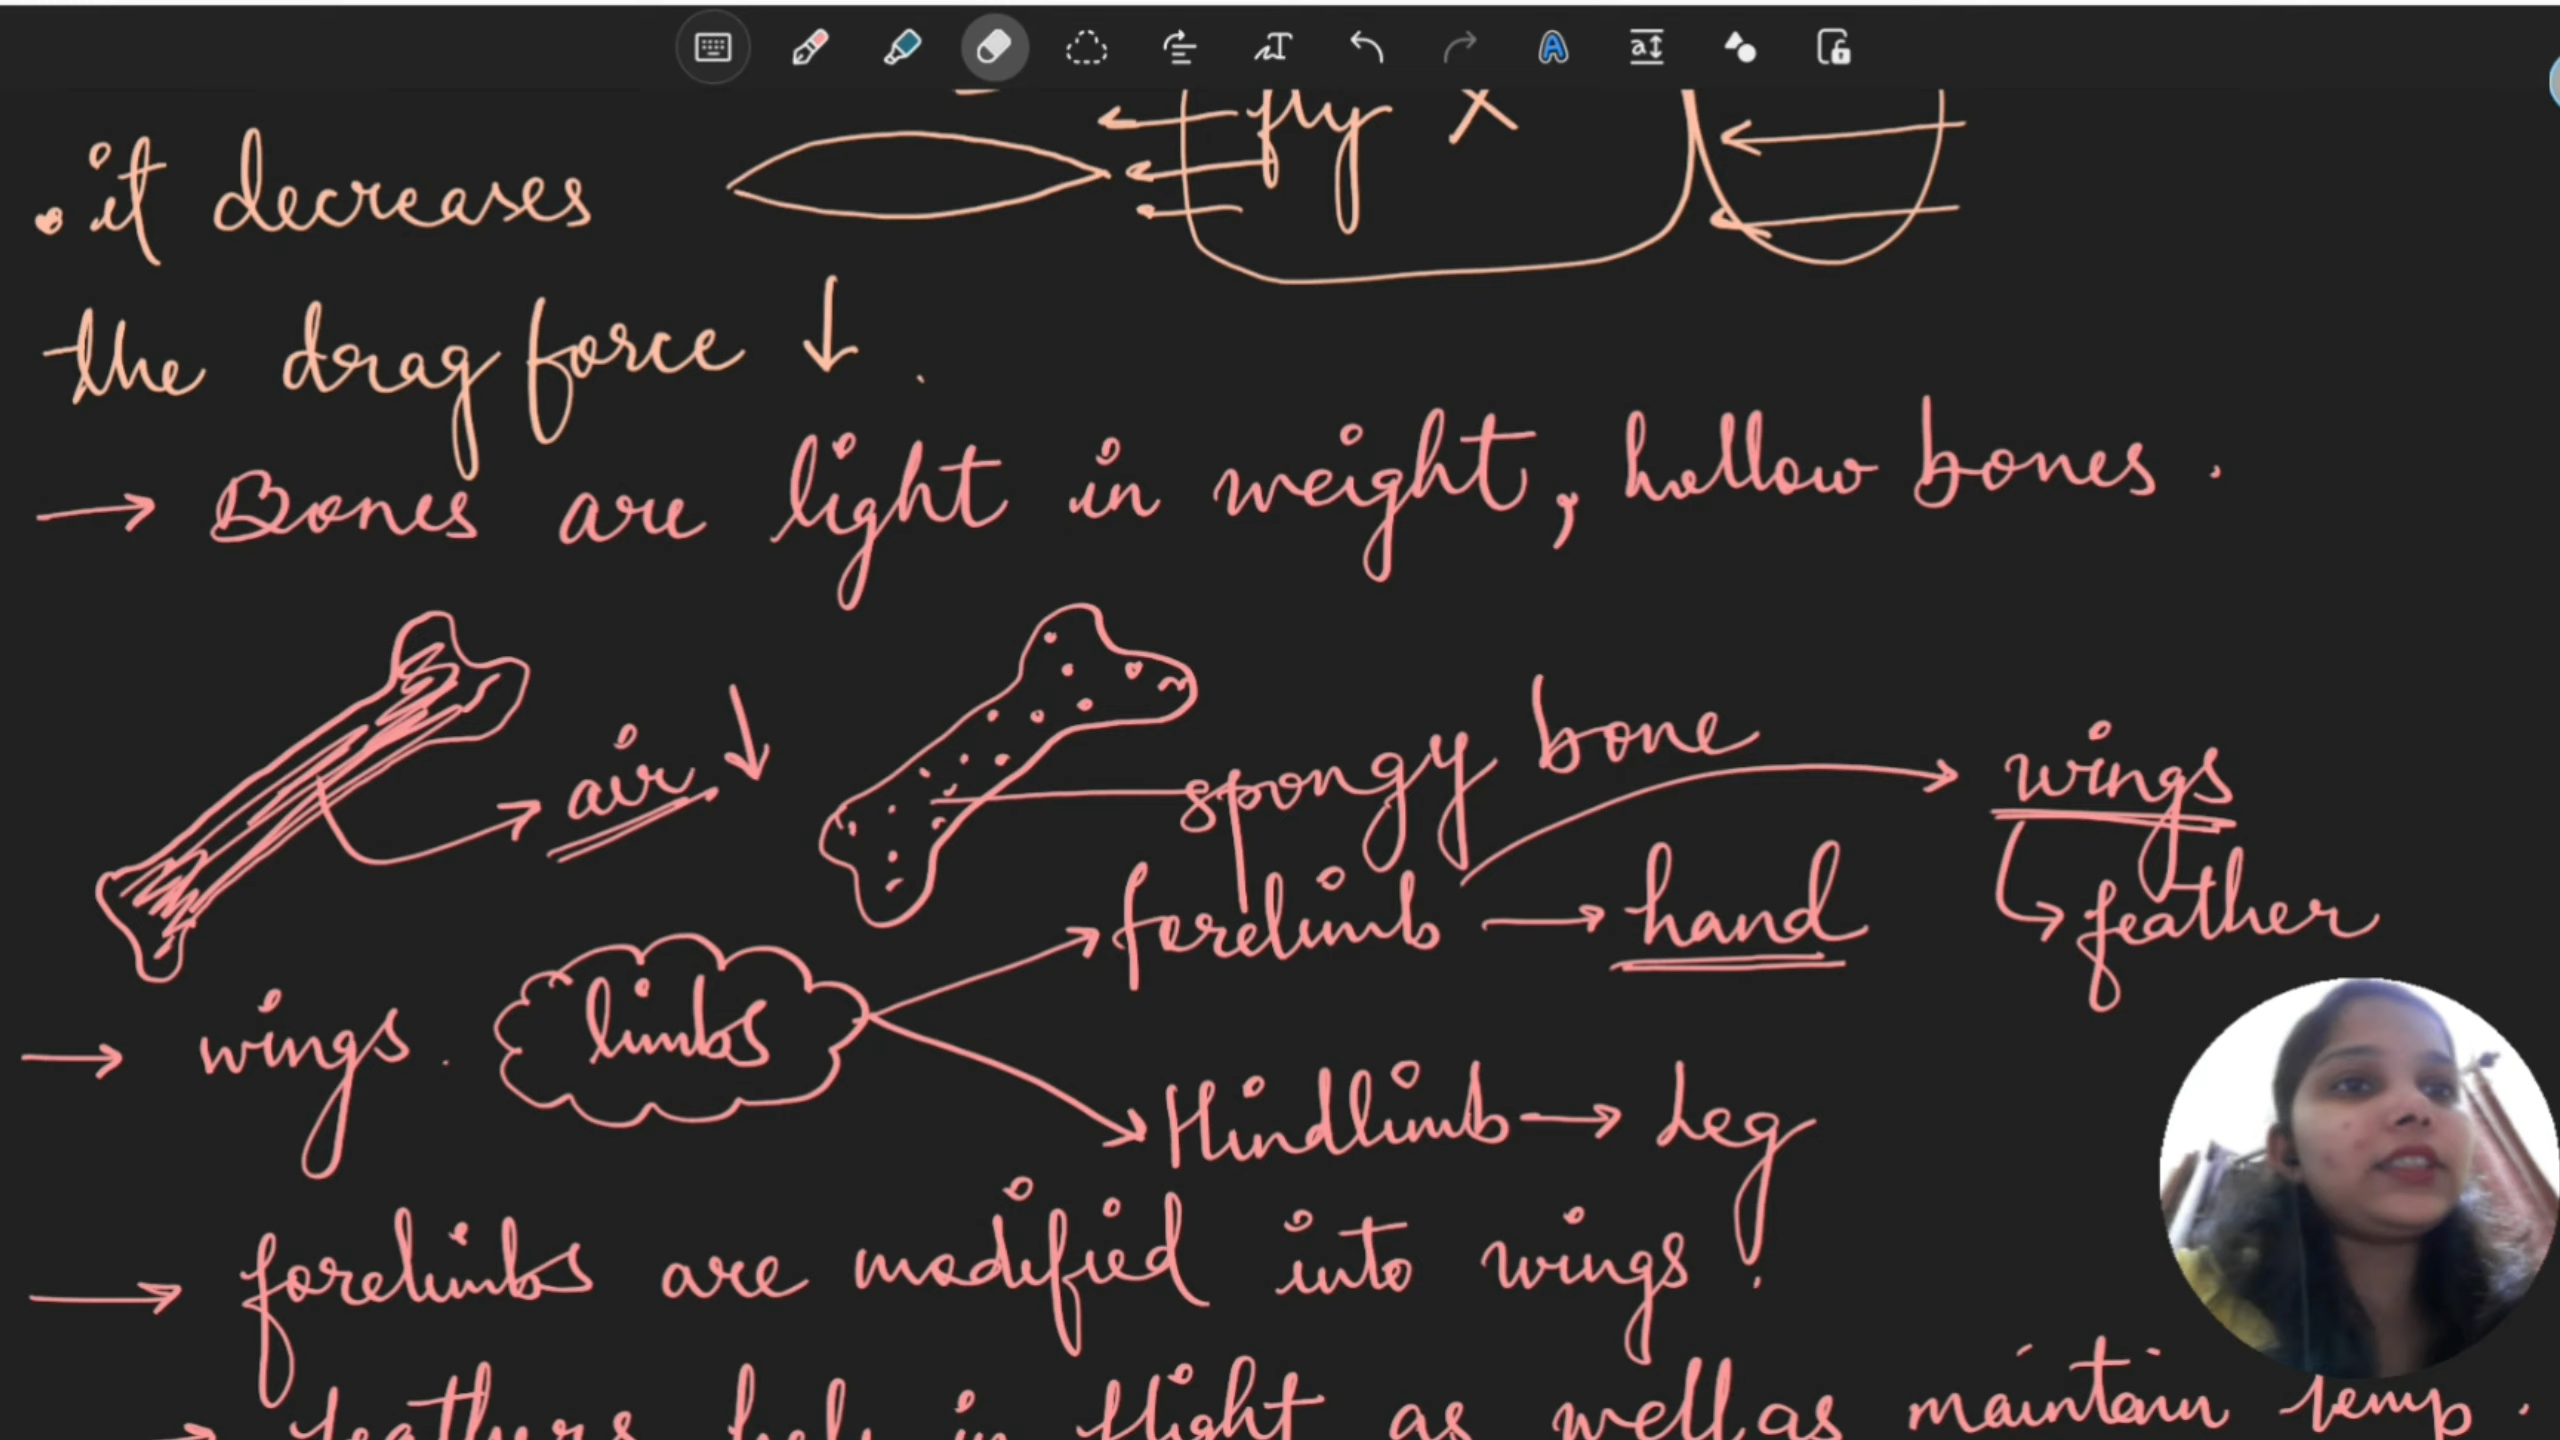 fly X
. it decreases
the drag force ↓ .
→ Bones are light in weight, hollow bones .
air ↓
spongy bone
wings
feather
forelimb → hand
→ wings . limbs
Hindlimb → Leg
→ forelimbs are modified into wings .
→ feathers help in flight as well as maintain temp .